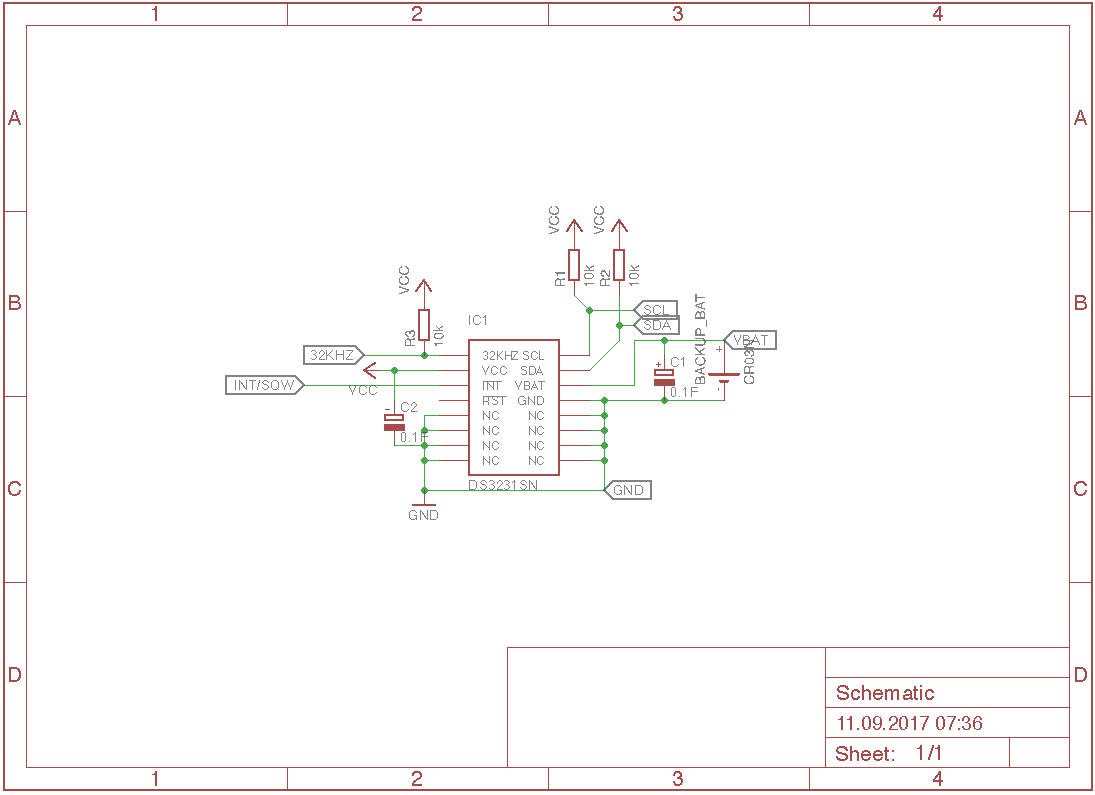 1 2 3 4
A A
VCC VCC
R1 10k R2 10k
VCC
B B
SCL
SDA
BACKUP_BAT
IC1
R3 10k
VBAT
32KHZ
32KHZ SCL
VCC SDA
INT VBAT
RST GND
NC NC
NC NC
NC NC
NC NC
+ C1
0.1F
+
-
VCC
INT/SQW
- C2
0.1F
C C
DS3231SN
GND
GND
D D
Schematic
11.09.2017 07:36
Sheet: 1/1
1 2 3 4